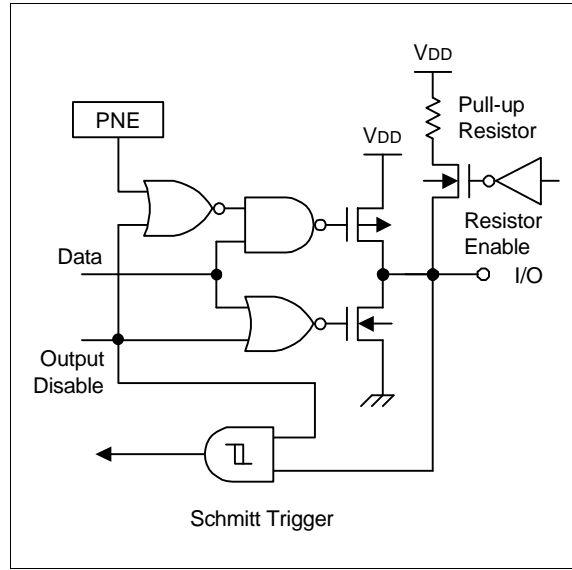 VDD
Pull-up
Resistor
PNE
VDD
Resistor
Enable
Data
I/O
Output
Disable
Schmitt Trigger